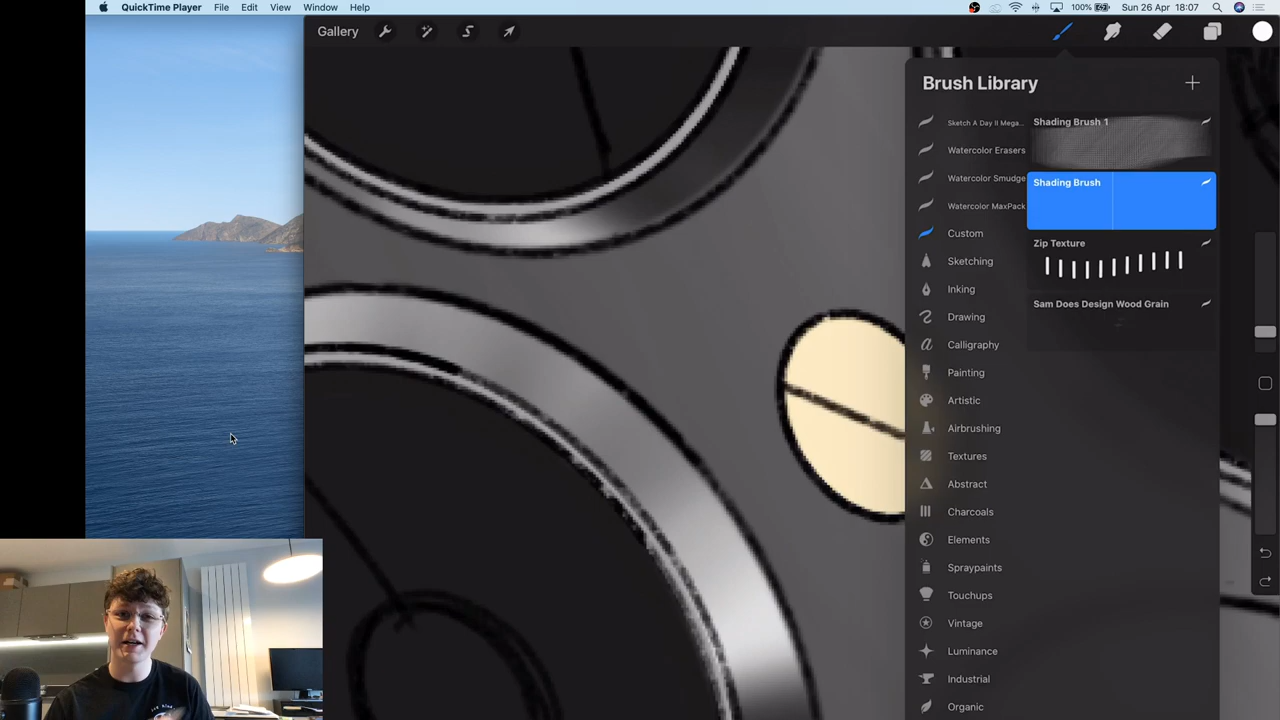 QuickTime Player File Edit View Window Help 100% Sun 26 Apr 18:07
Gallery
Brush Library
Sketch A Day II Mega...
Watercolor Erasers
Watercolor Smudge
Watercolor MaxPack
Custom
Sketching
Inking
Drawing
Calligraphy
Painting
Artistic
Airbrushing
Textures
Abstract
Charcoals
Elements
Spraypaints
Touchups
Vintage
Luminance
Industrial
Organic
Shading Brush 1
Shading Brush
Zip Texture
Sam Does Design Wood Grain